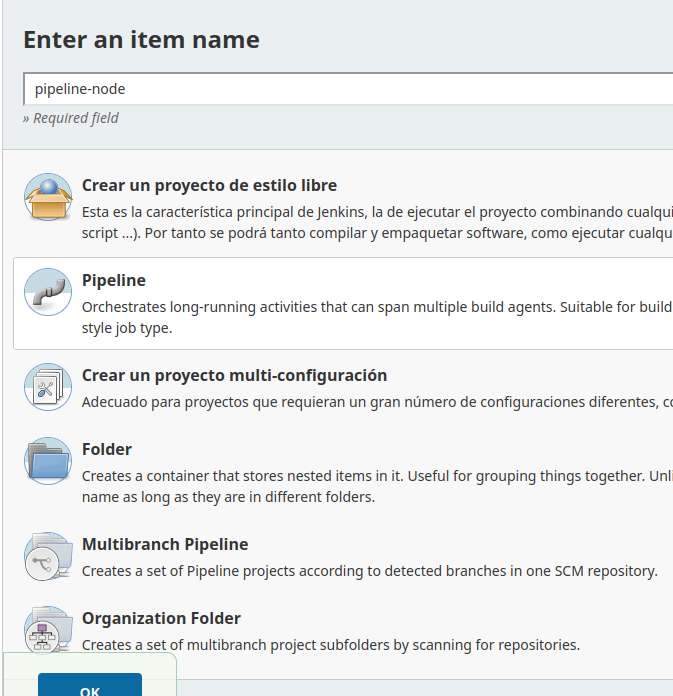 Enter an item name
pipeline-node
» Required field
Crear un proyecto de estilo libre
Esta es la característica principal de Jenkins, la de ejecutar el proyecto combinando cualqui
script ...). Por tanto se podrá tanto compilar y empaquetar software, como ejecutar cualqu
Pipeline
Orchestrates long-running activities that can span multiple build agents. Suitable for build
style job type.
Crear un proyecto multi-configuración
Adecuado para proyectos que requieran un gran número de configuraciones diferentes, co
Folder
Creates a container that stores nested items in it. Useful for grouping things together. Unli
name as long as they are in different folders.
Multibranch Pipeline
Creates a set of Pipeline projects according to detected branches in one SCM repository.
Organization Folder
Creates a set of multibranch project subfolders by scanning for repositories.
OK